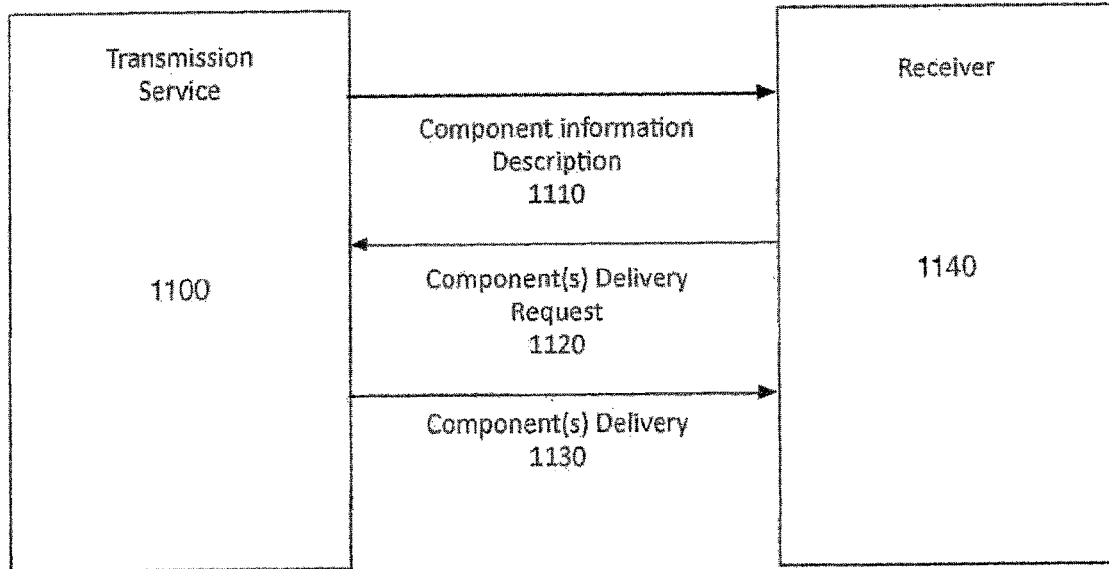 Transmission
Service
Receiver
Component information
Description
1110
1100
1140
Component(s) Delivery
Request
1120
Component(s) Delivery
1130